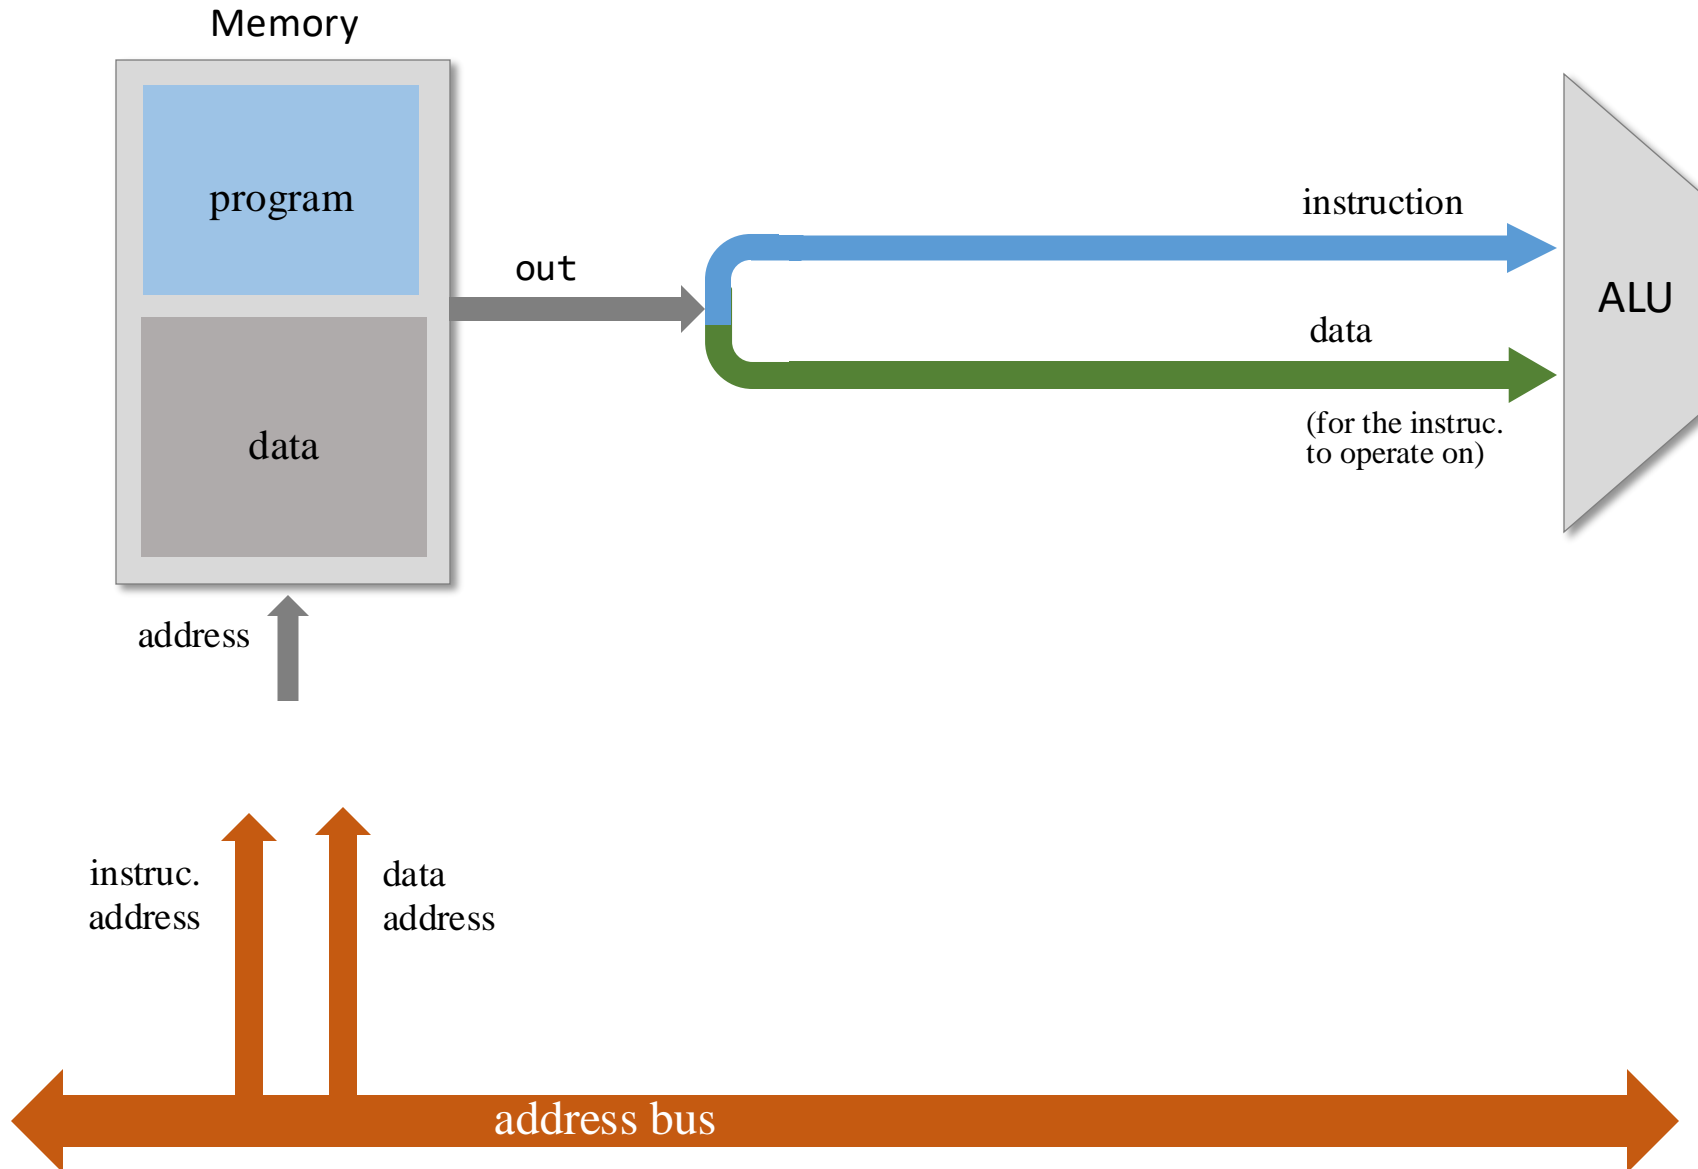 Memory
program
instruction
out
ALU
data
(for the instruc.
to operate on)
data
address
instruc.
address
data
address
address bus